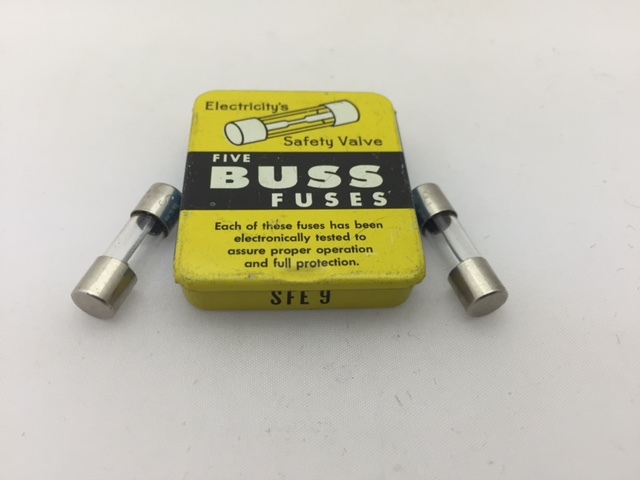 Electricity's
Safety Valve
FIVE
BUSS
FUSES
Each of these fuses has been
electronically tested to
assure proper operation
and full protection.
SFE 9